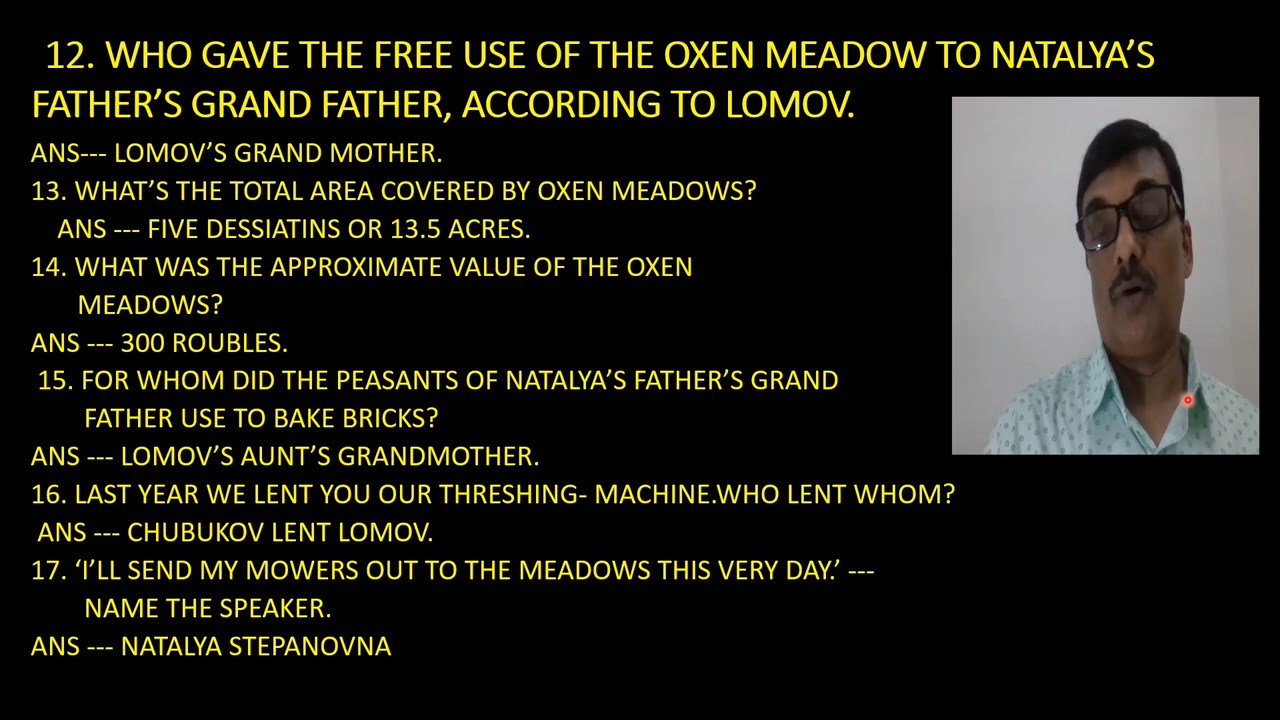 12. WHO GAVE THE FREE USE OF THE OXEN MEADOW TO NATALYA’S
FATHER’S GRAND FATHER, ACCORDING TO LOMOV.
ANS--- LOMOV’S GRAND MOTHER.
13. WHAT’S THE TOTAL AREA COVERED BY OXEN MEADOWS?
ANS --- FIVE DESSIATINS OR 13.5 ACRES.
14. WHAT WAS THE APPROXIMATE VALUE OF THE OXEN
MEADOWS?
ANS --- 300 ROUBLES.
15. FOR WHOM DID THE PEASANTS OF NATALYA’S FATHER’S GRAND
FATHER USE TO BAKE BRICKS?
ANS --- LOMOV’S AUNT’S GRANDMOTHER.
16. LAST YEAR WE LENT YOU OUR THRESHING- MACHINE.WHO LENT WHOM?
ANS --- CHUBUKOV LENT LOMOV.
17. ‘I’LL SEND MY MOWERS OUT TO THE MEADOWS THIS VERY DAY.’ ---
NAME THE SPEAKER.
ANS --- NATALYA STEPANOVNA